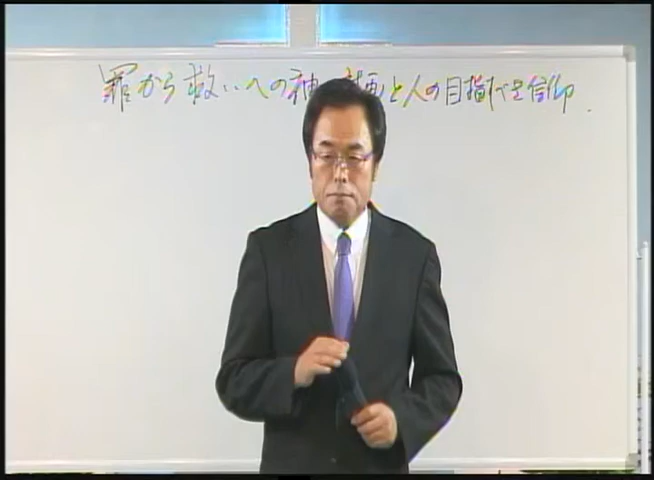 罪から救いへの神 計画と人の目指すべき信仰.